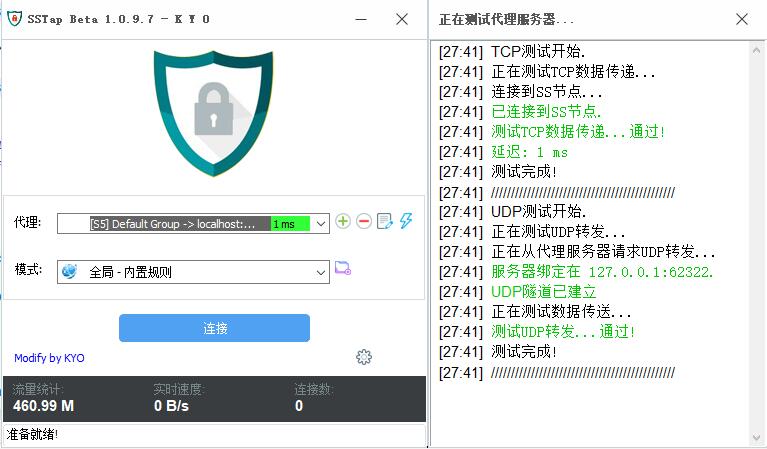 SSTap Beta 1.0.9.7 - K Y O
代理:
[S5] Default Group -> localhost:...
1 ms
模式:
全局 - 内置规则
连接
Modify by KYO
流量统计:
实时速度:
连接数:
460.99 M
0 B/s
0
准备就绪!
正在测试代理服务器...
[27:41] TCP测试开始.
[27:41] 正在测试TCP数据传递...
[27:41] 连接到SS节点...
[27:41] 已连接到SS节点.
[27:41] 测试TCP数据传递...通过!
[27:41] 延迟: 1 ms
[27:41] 测试完成!
[27:41] //////////////////////////////////////////////
[27:41] UDP测试开始.
[27:41] 正在测试UDP转发...
[27:41] 正在从代理服务器请求UDP转发...
[27:41] 服务器绑定在 127.0.0.1:62322.
[27:41] UDP隧道已建立
[27:41] 正在测试数据传送...
[27:41] 测试UDP转发...通过!
[27:41] 测试完成!
[27:41] //////////////////////////////////////////////